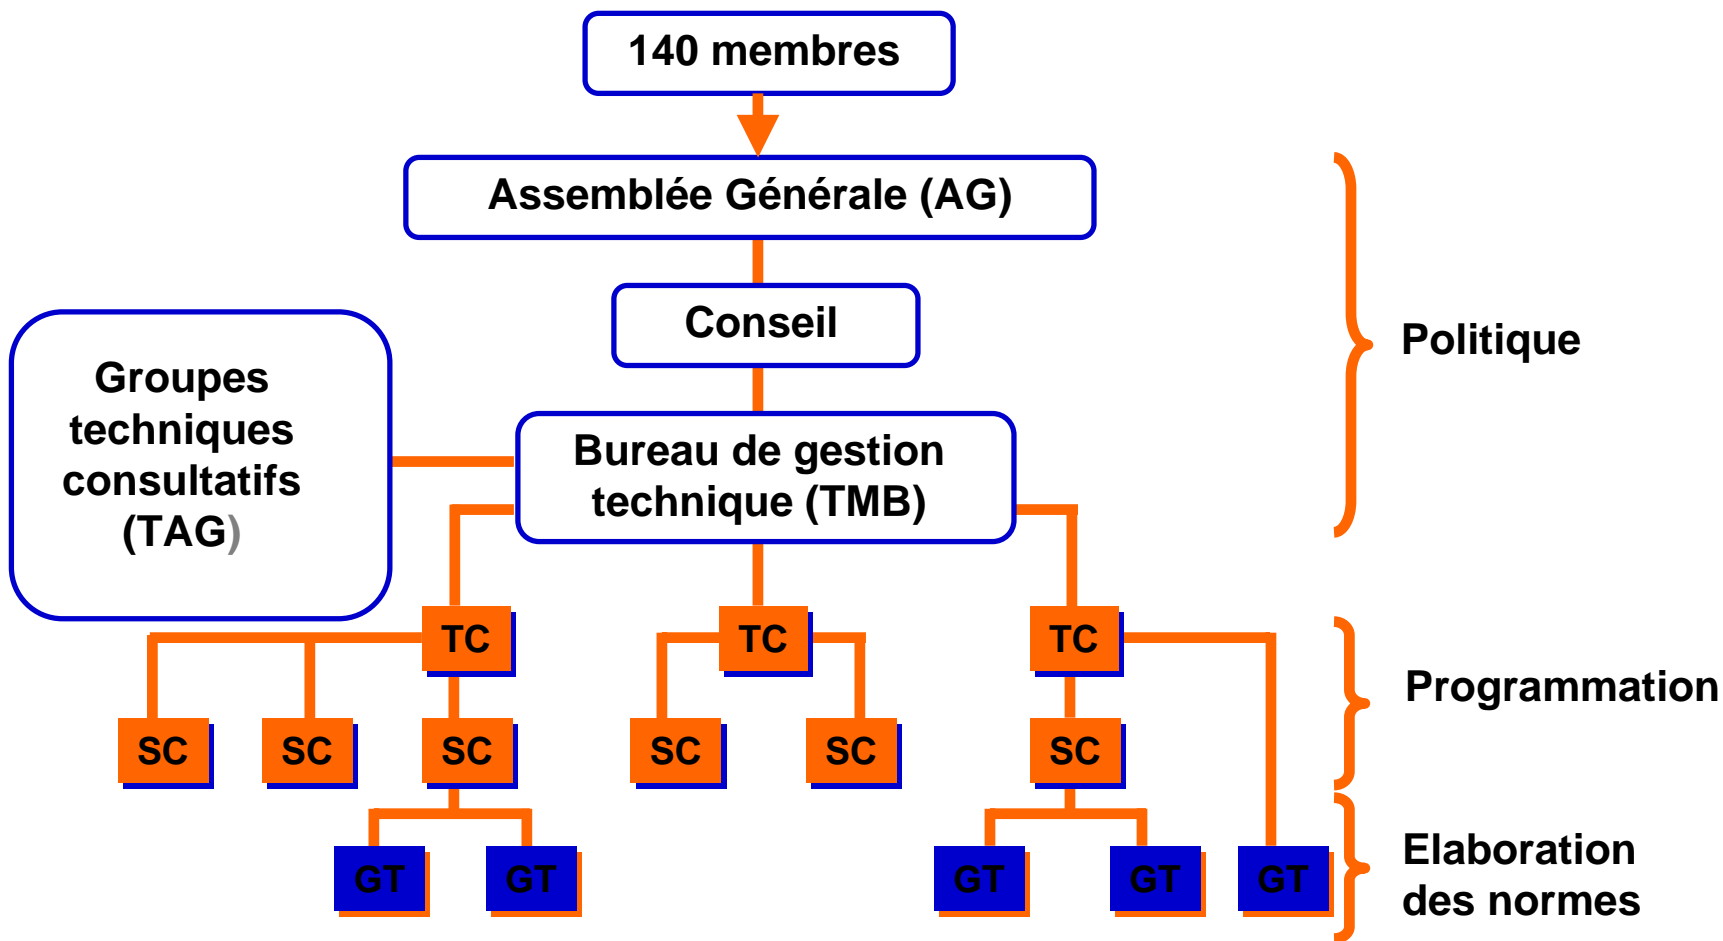 140 membres
Assemblée Générale (AG)
Conseil
Politique
Groupes
techniques
consultatifs
(TAG)
Bureau de gestion
technique (TMB)
TC
TC
TC
Programmation
SC
SC
SC
SC
SC
SC
GT
GT
GT
GT
GT
Elaboration
des normes